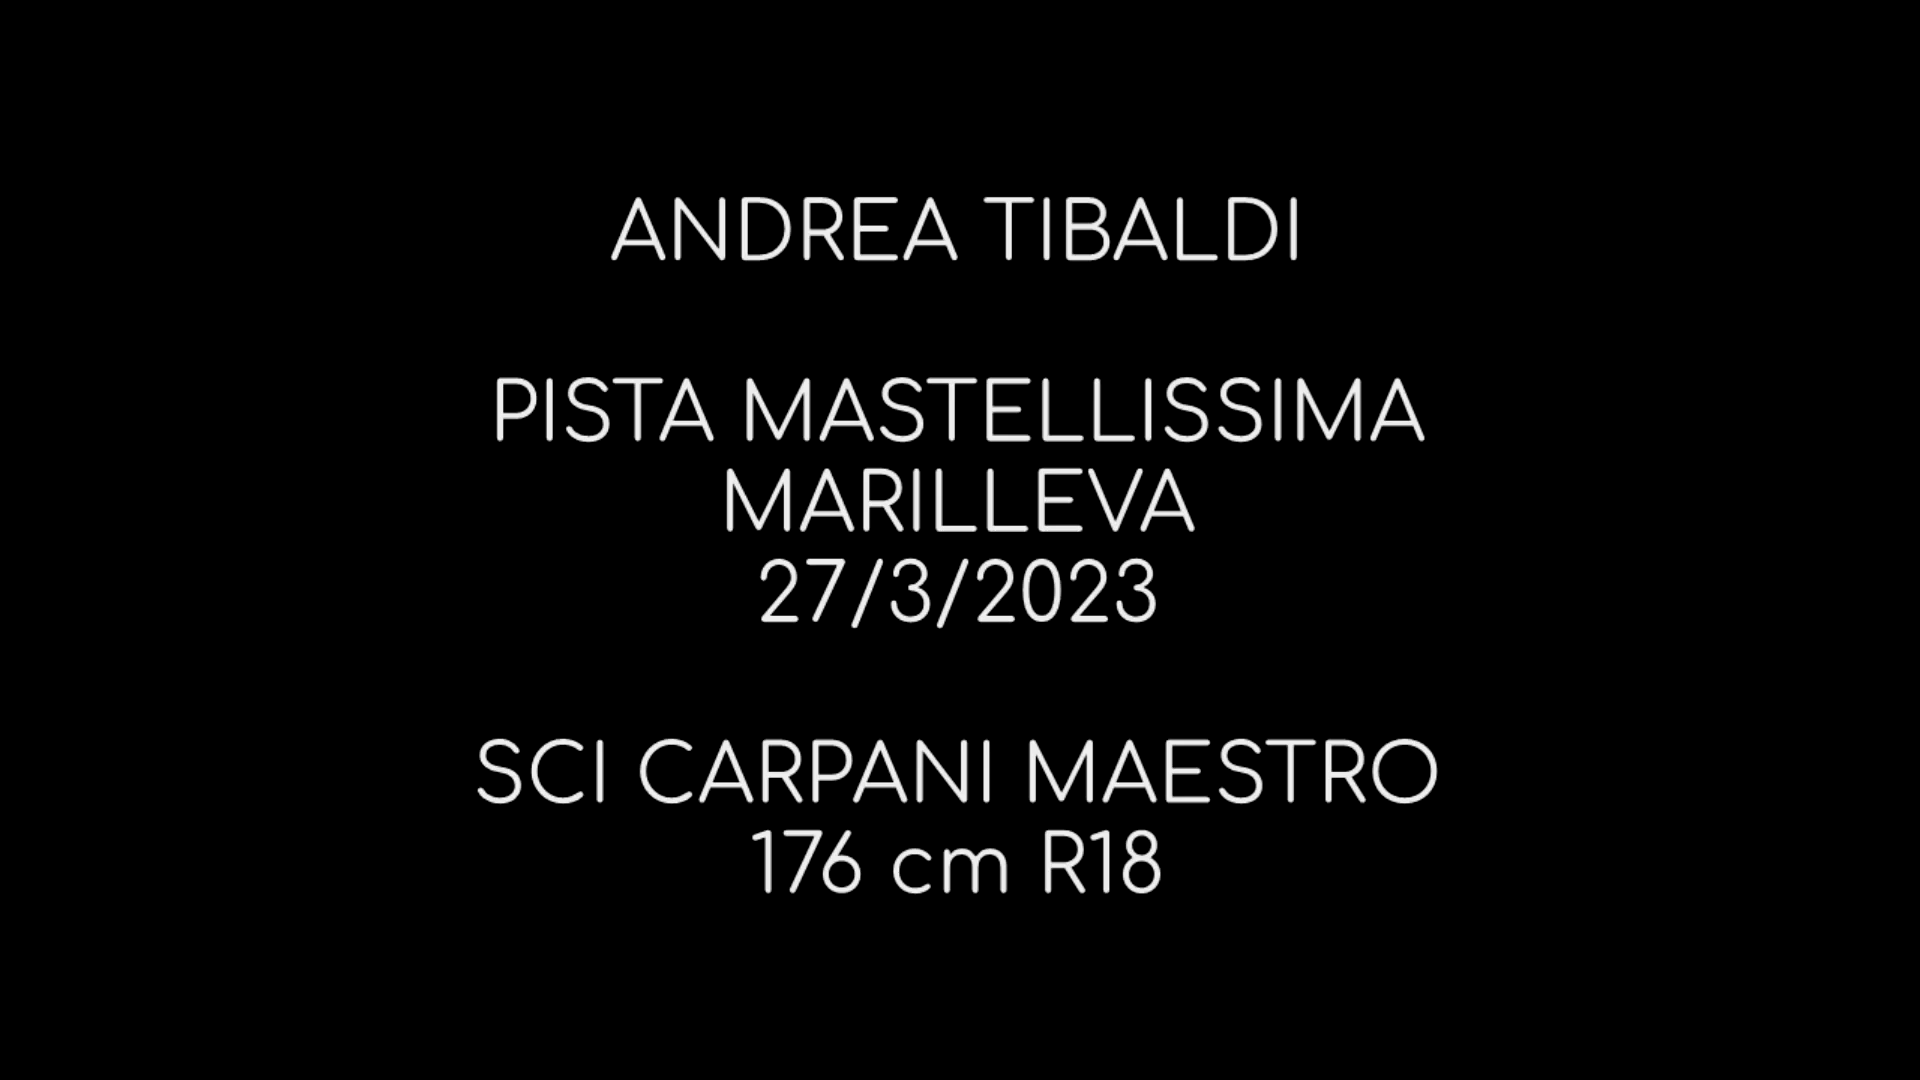 ANDREA TIBALDI
PISTA MASTELLISSIMA
MARILLEVA
27/3/2023
SCI CARPANI MAESTRO
176 cm R18